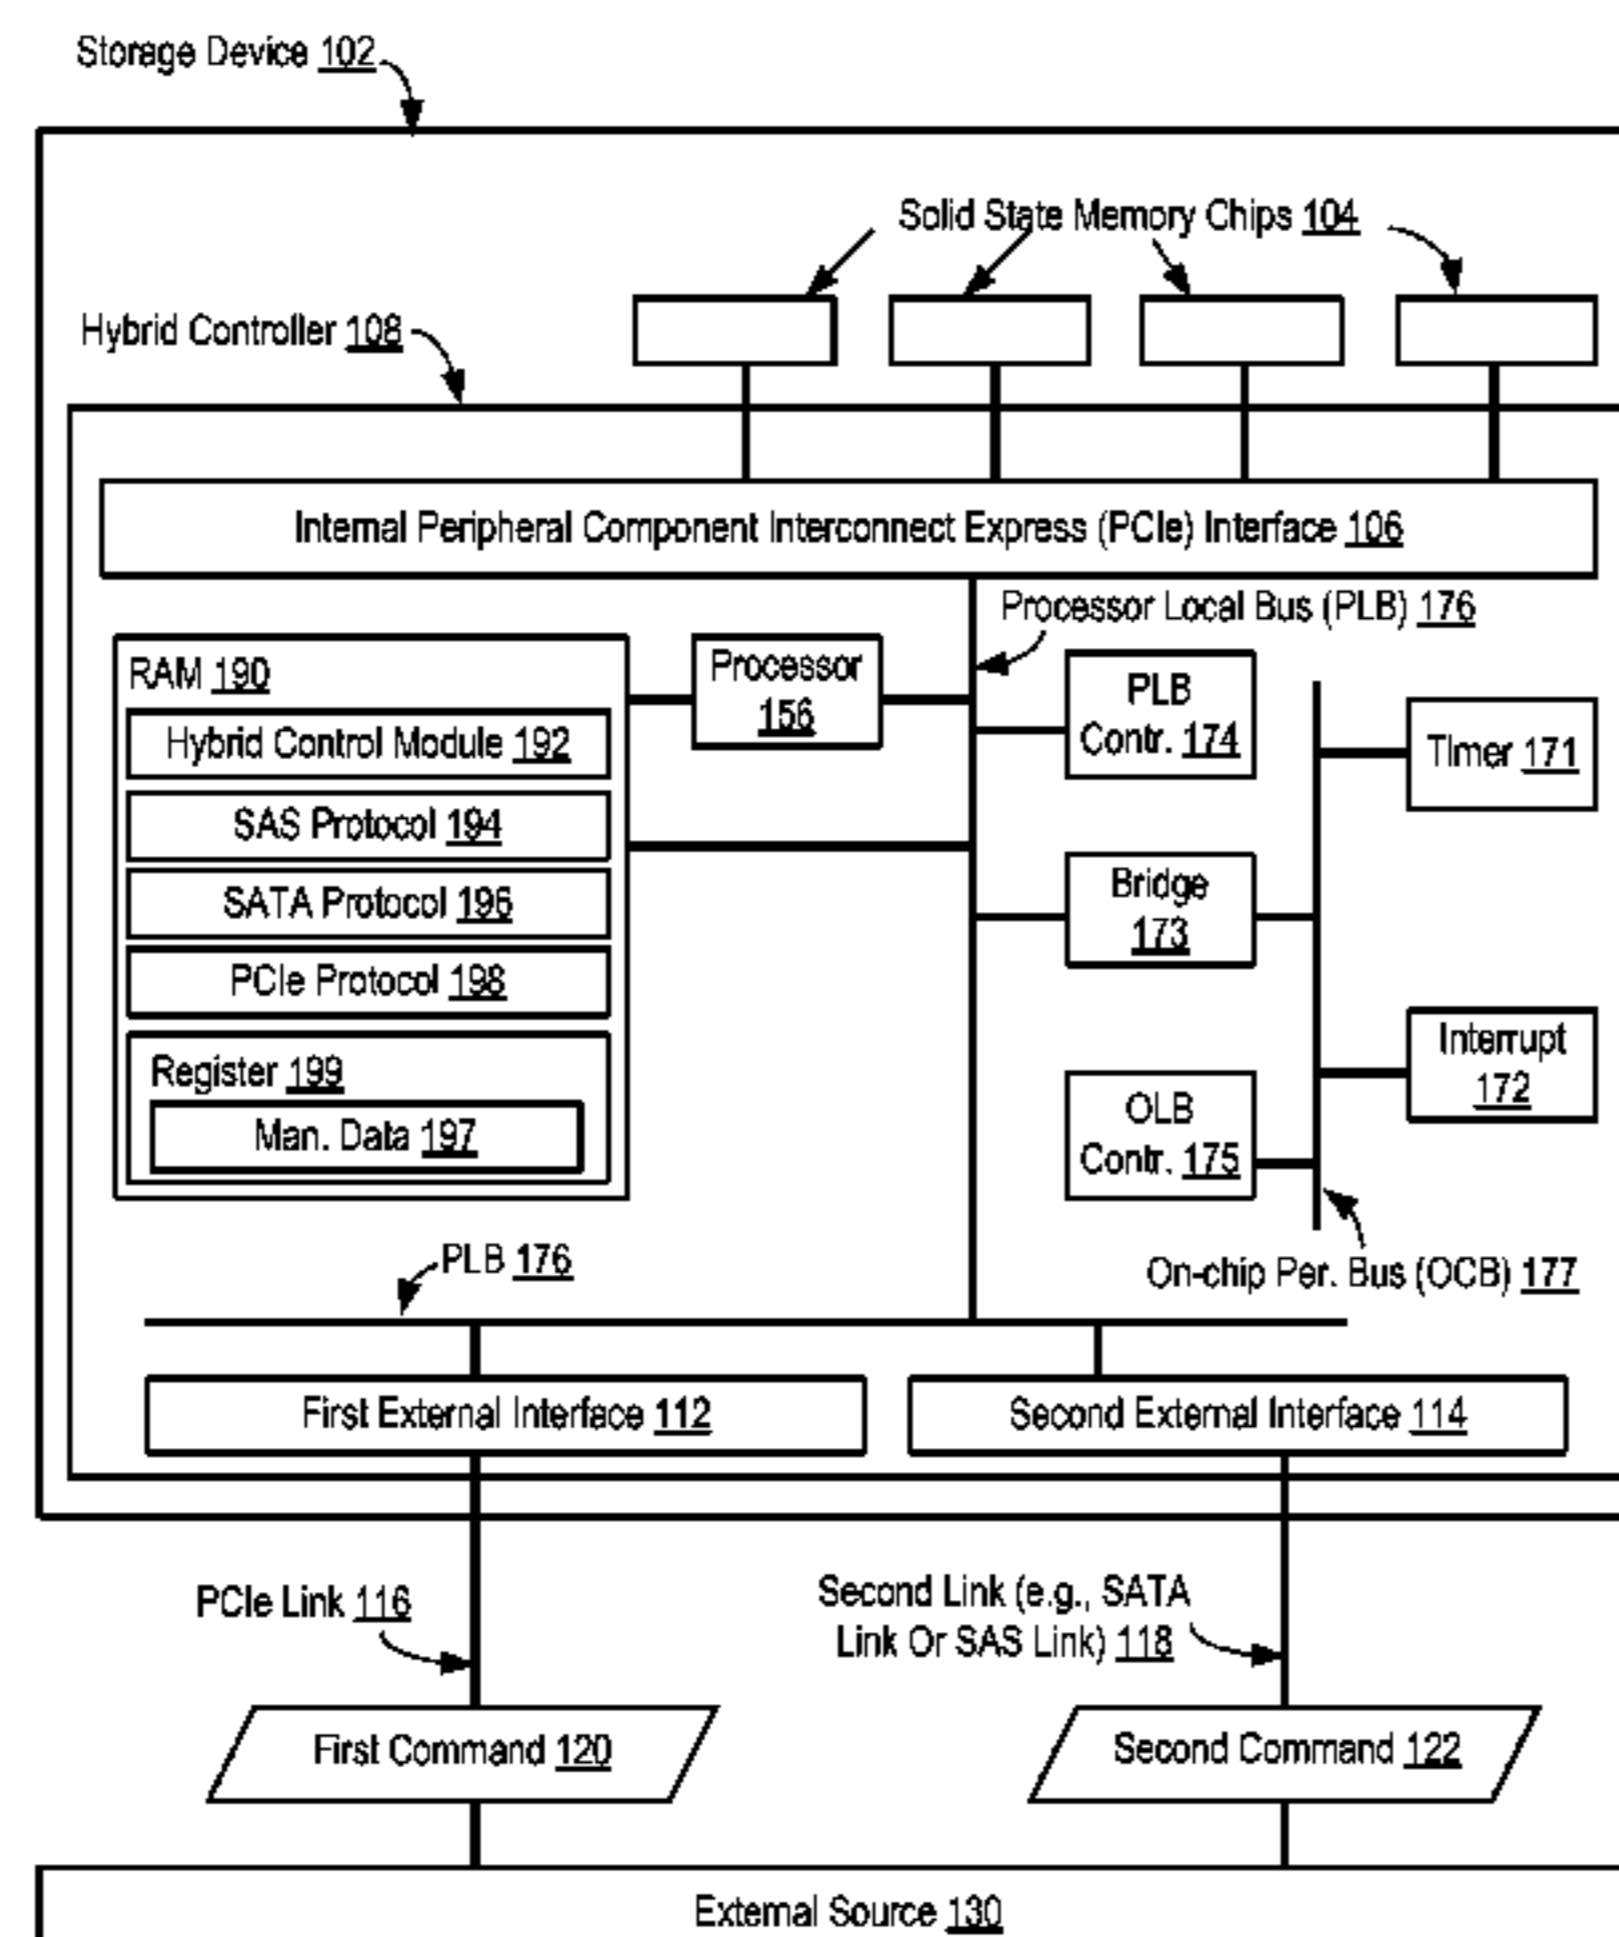 Storage Device 102
Solid State Memory Chips 104
Hybrid Controller 108
Internal Peripheral Component Interconnect Express (PCIe) Interface 106
Processor Local Bus (PLB) 176
RAM 190
Hybrid Control Module 192
SAS Protocol 194
SATA Protocol 196
PCIe Protocol 198
Register 199
Man. Data 197
Processor
156
PLB
Contr. 174
Timer 171
Bridge
173
Interrupt
172
OLB
Contr. 175
On-chip Per. Bus (OCB) 177
PLB 176
First External Interface 112
Second External Interface 114
PCIe Link 116
Second Link (e.g., SATA
Link Or SAS Link) 118
First Command 120
Second Command 122
External Source 130